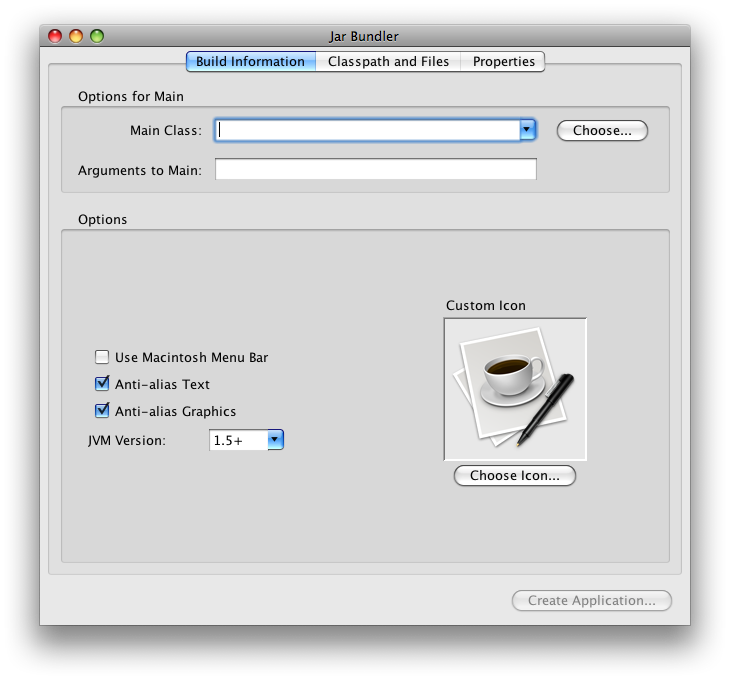 Jar Bundler
Build Information Classpath and Files Properties
Options for Main
Main Class: Choose...
Arguments to Main:
Options
Custom Icon
Use Macintosh Menu Bar
Anti-alias Text
Anti-alias Graphics
JVM Version: 1.5+
Choose Icon...
Create Application...